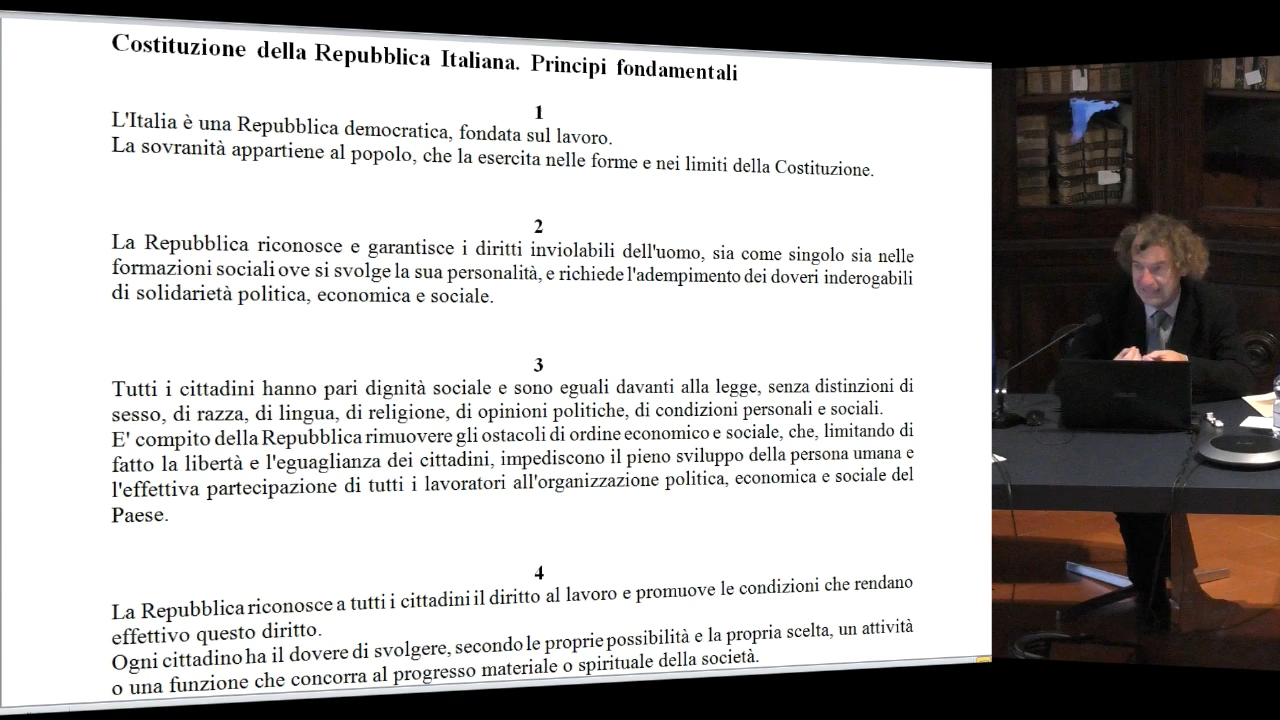 Costituzione della Repubblica Italiana. Principi fondamentali
1
L'Italia è una Repubblica democratica, fondata sul lavoro.
La sovranità appartiene al popolo, che la esercita nelle forme e nei limiti della Costituzione.
2
La Repubblica riconosce e garantisce i diritti inviolabili dell'uomo, sia come singolo sia nelle
formazioni sociali ove si svolge la sua personalità, e richiede l'adempimento dei doveri inderogabili
di solidarietà politica, economica e sociale.
3
Tutti i cittadini hanno pari dignità sociale e sono eguali davanti alla legge, senza distinzioni di
sesso, di razza, di lingua, di religione, di opinioni politiche, di condizioni personali e sociali.
E' compito della Repubblica rimuovere gli ostacoli di ordine economico e sociale, che, limitando di
fatto la libertà e l'eguaglianza dei cittadini, impediscono il pieno sviluppo della persona umana e
l'effettiva partecipazione di tutti i lavoratori all'organizzazione politica, economica e sociale del
Paese.
4
La Repubblica riconosce a tutti i cittadini il diritto al lavoro e promuove le condizioni che rendano
effettivo questo diritto.
Ogni cittadino ha il dovere di svolgere, secondo le proprie possibilità e la propria scelta, un attività
o una funzione che concorra al progresso materiale o spirituale della società.